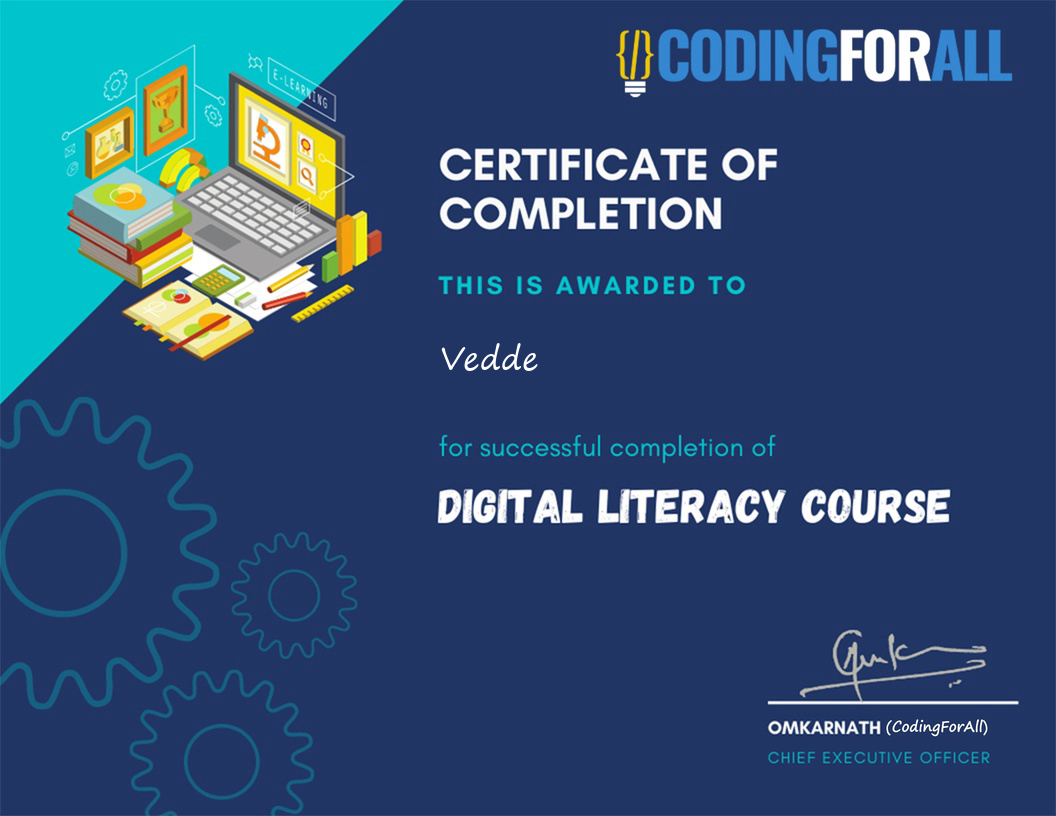 E-LEARNING
{/}CODINGFORALL
CERTIFICATE OF
COMPLETION
THIS IS AWARDED TO
Vedde
for successful completion of
DIGITAL LITERACY COURSE
OMKARNATH (CodingForAll)
CHIEF EXECUTIVE OFFICER